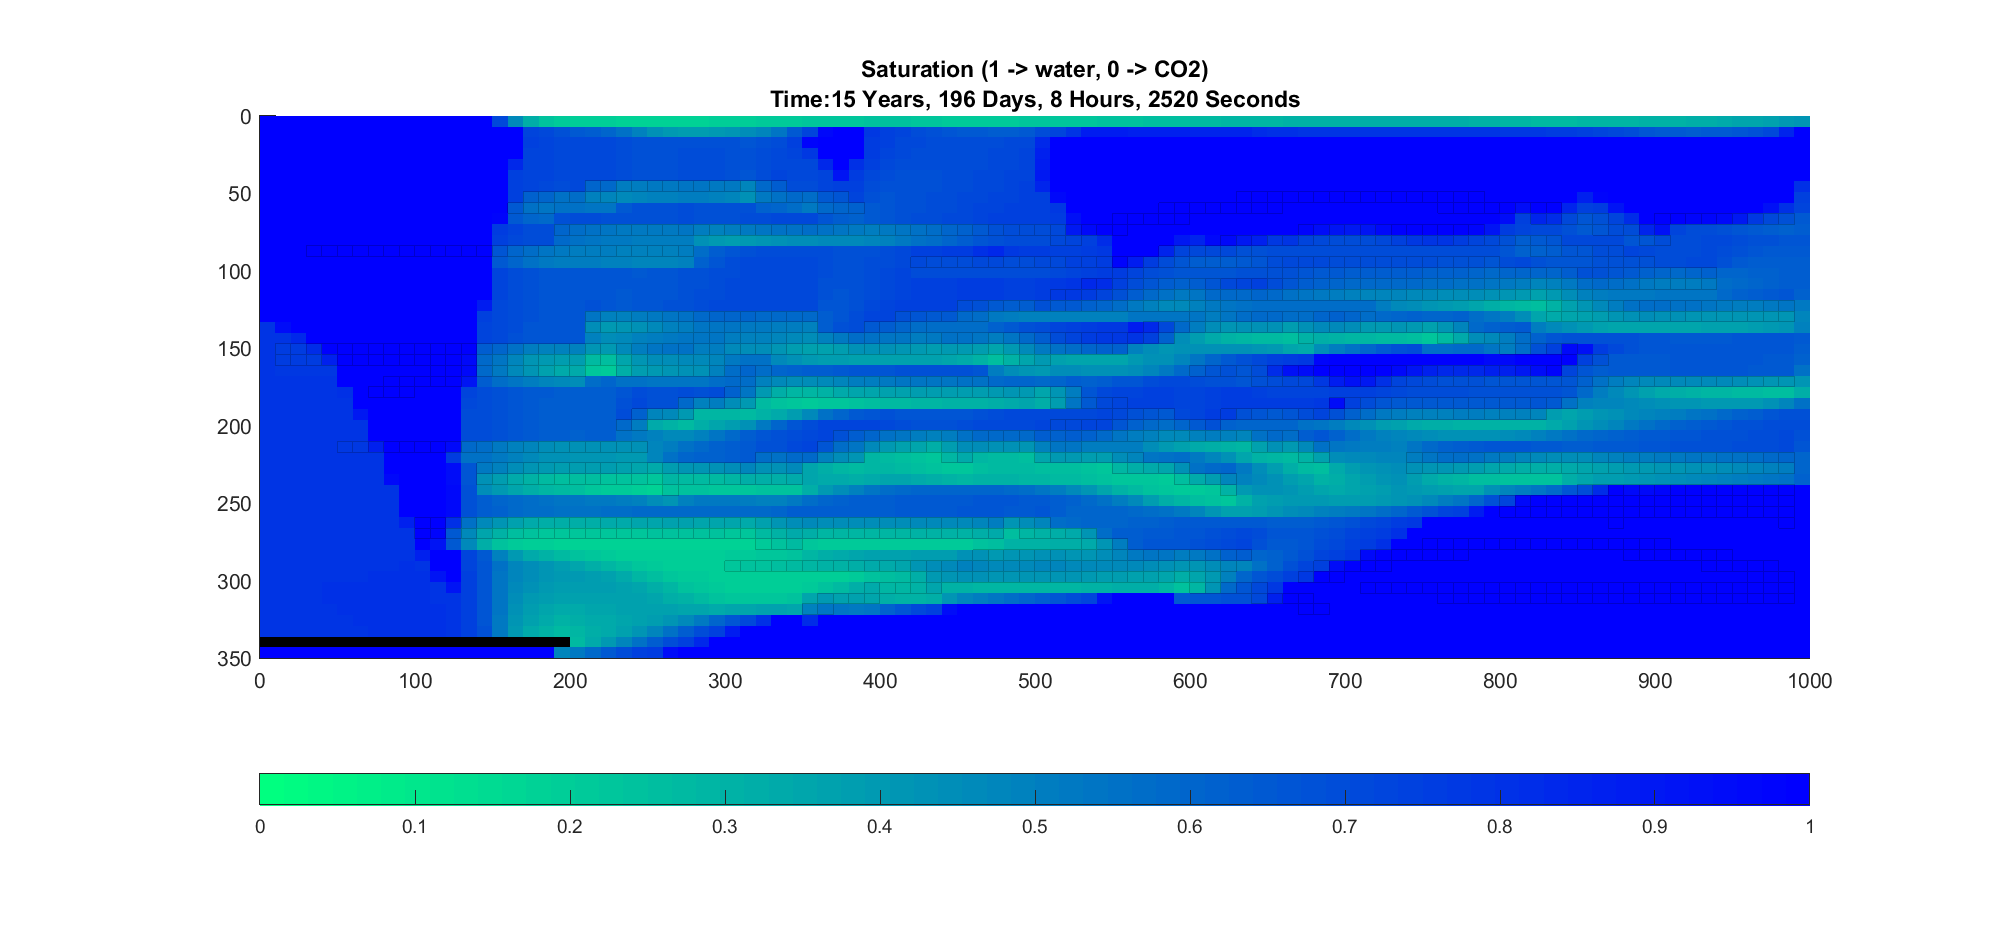 Saturation (1 -> water, 0 -> CO2)
Time:15 Years, 196 Days, 8 Hours, 2520 Seconds
0
50
100
150
200
250
300
350
0 100 200 300 400 500 600 700 800 900 1000
0 0.1 0.2 0.3 0.4 0.5 0.6 0.7 0.8 0.9 1